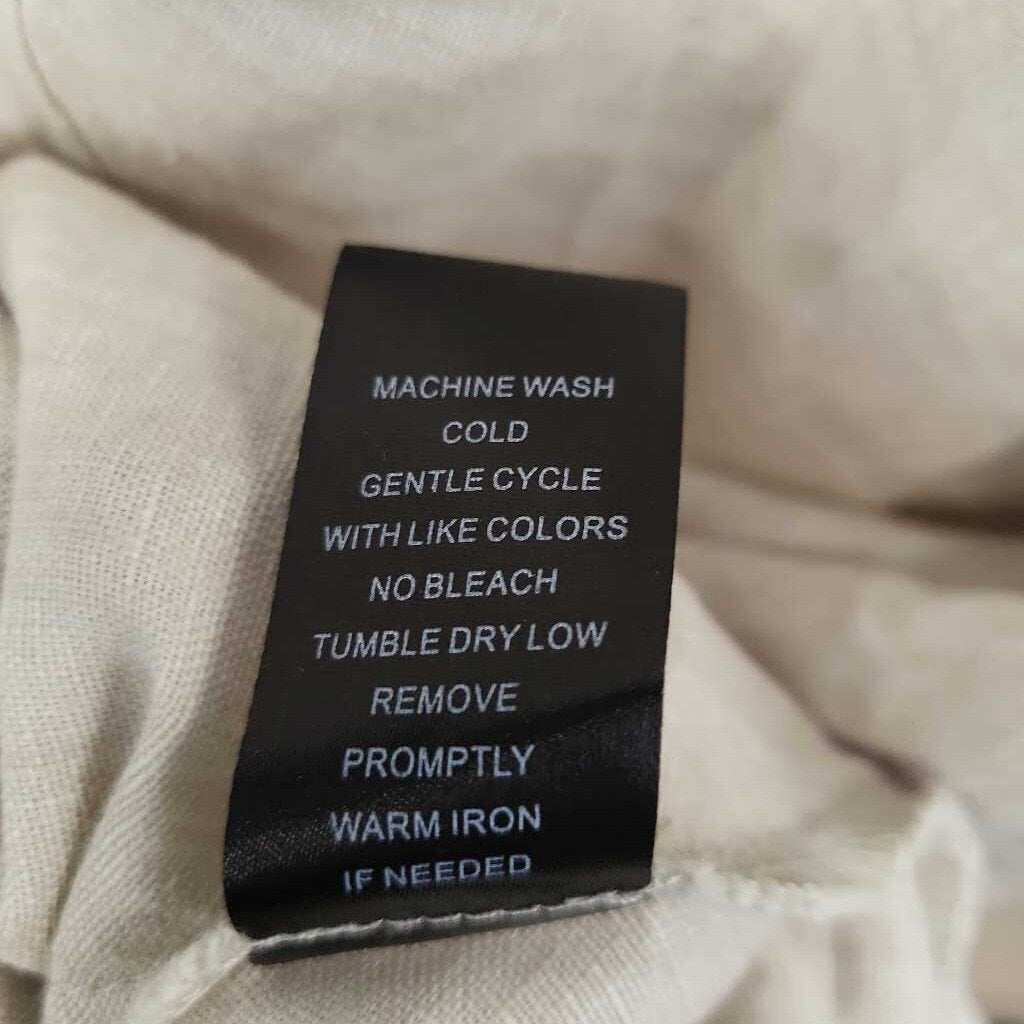 MACHINE WASH
COLD
GENTLE CYCLE
WITH LIKE COLORS
NO BLEACH
TUMBLE DRY LOW
REMOVE
PROMPTLY
WARM IRON
IF NEEDED